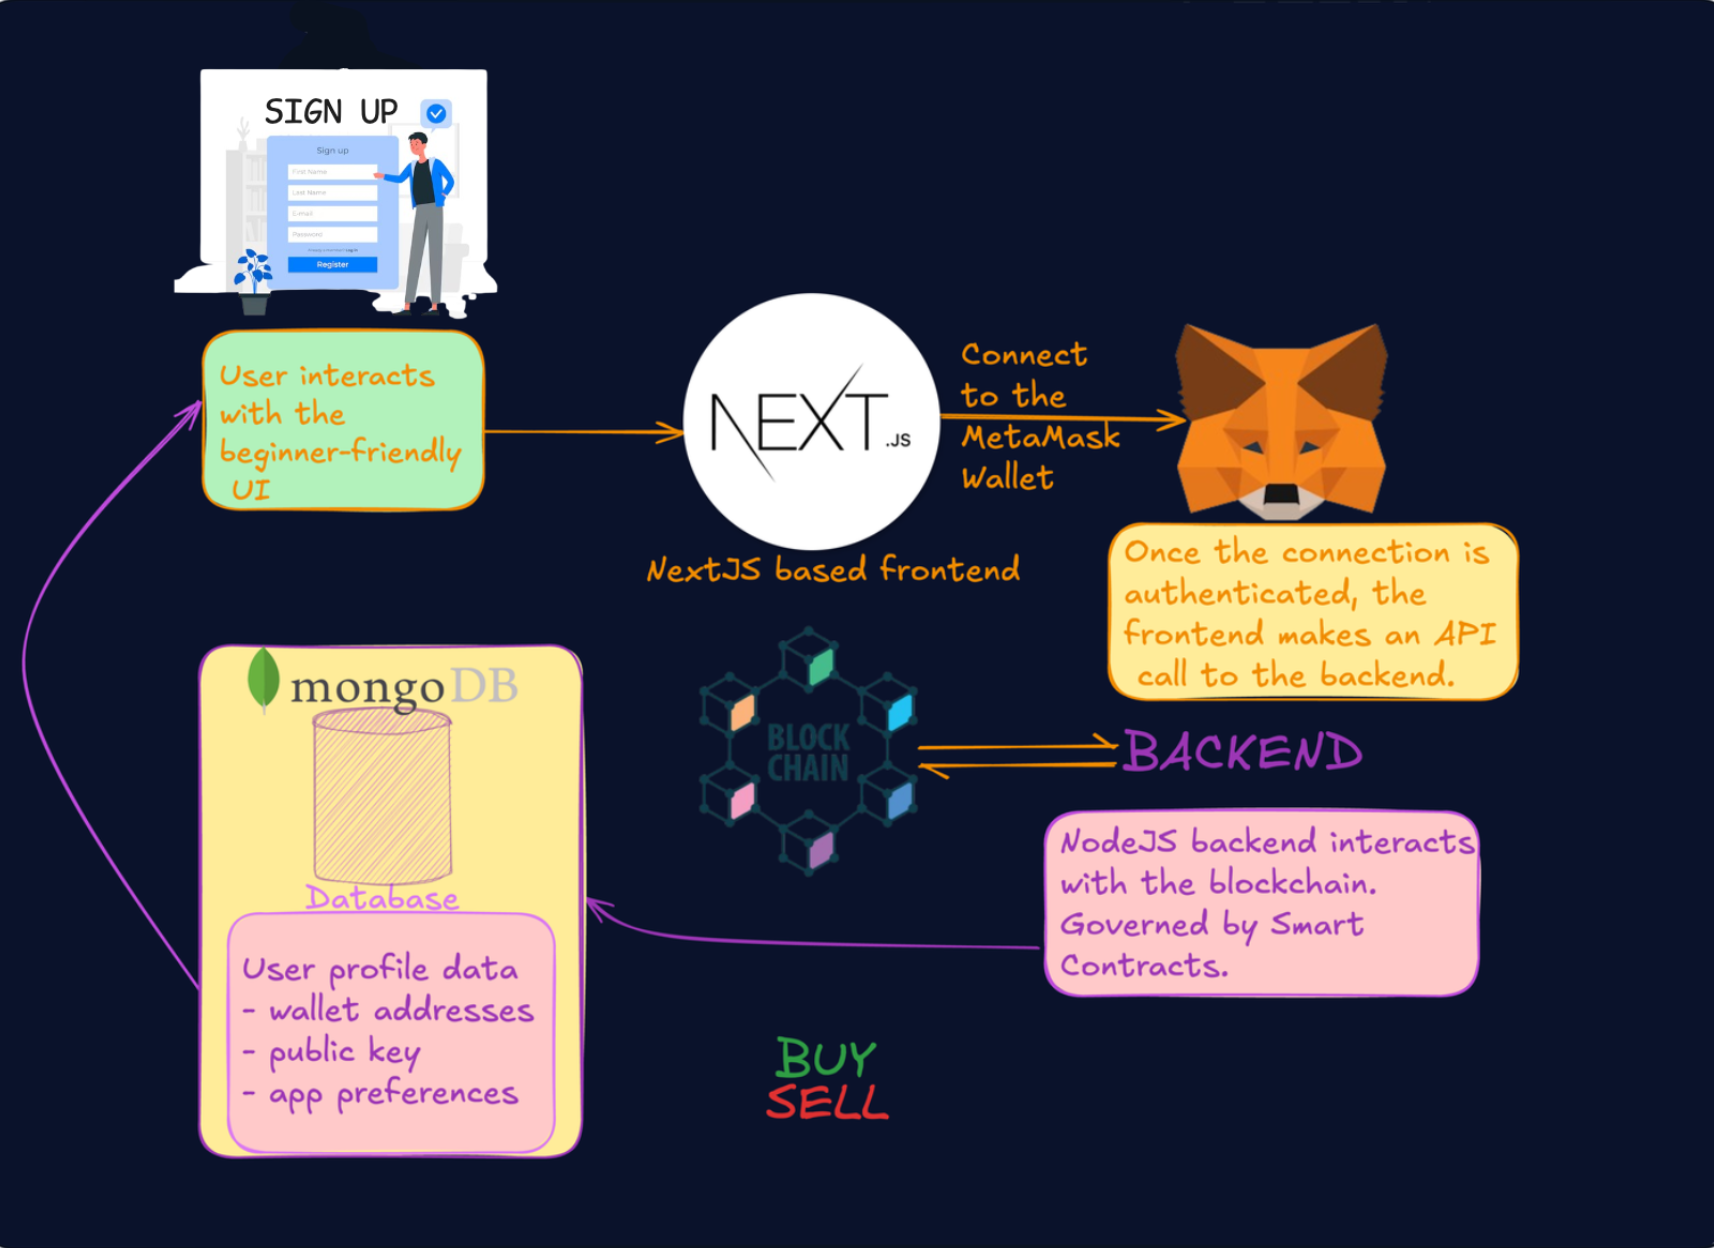 SIGN UP
Sign up
First Name
Last Name
E-mail
Password
Register
User interacts
with the
beginner-friendly
UI
NEXT.JS
NextJS based frontend
Connect
to the
MetaMask
Wallet
Once the connection is
authenticated, the
frontend makes an API
call to the backend.
mongoDB
Database
User profile data
- wallet addresses
- public key
- app preferences
BLOCK
CHAIN
BACKEND
NodeJS backend interacts
with the blockchain.
Governed by Smart
Contracts.
BUY
SELL